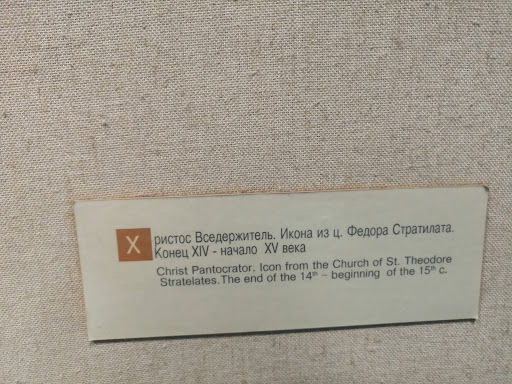 Христос Вседержитель. Икона из ц. Федора Стратилата.
Конец XIV - начало XV века
Christ Pantocrator. Icon from the Church of St. Theodore
Stratelates.The end of the 14th – beginning of the 15th c.